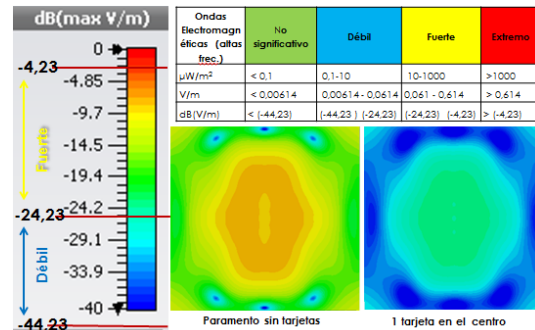 dB(max V/m)
0
-4,23
-4.85
-9.7
-14.5
-19.4
-24,23
-24.2
-29.1
-33.9
-40
-44,23
Fuerte
Débil
Ondas Electromagn éticas (altas frec.) No significativo Débil Fuerte Extremo
µW/m² < 0,1 0,1-10 10-1000 >1000
V/m < 0,00614 0,00614 - 0,0614 0,061 - 0,614 > 0,614
dB(V/m) < (-44,23) (-44,23) (-24,23) (-24,23) (-4,23) > (-4,23)
Paramento sin tarjetas
1 tarjeta en el centro